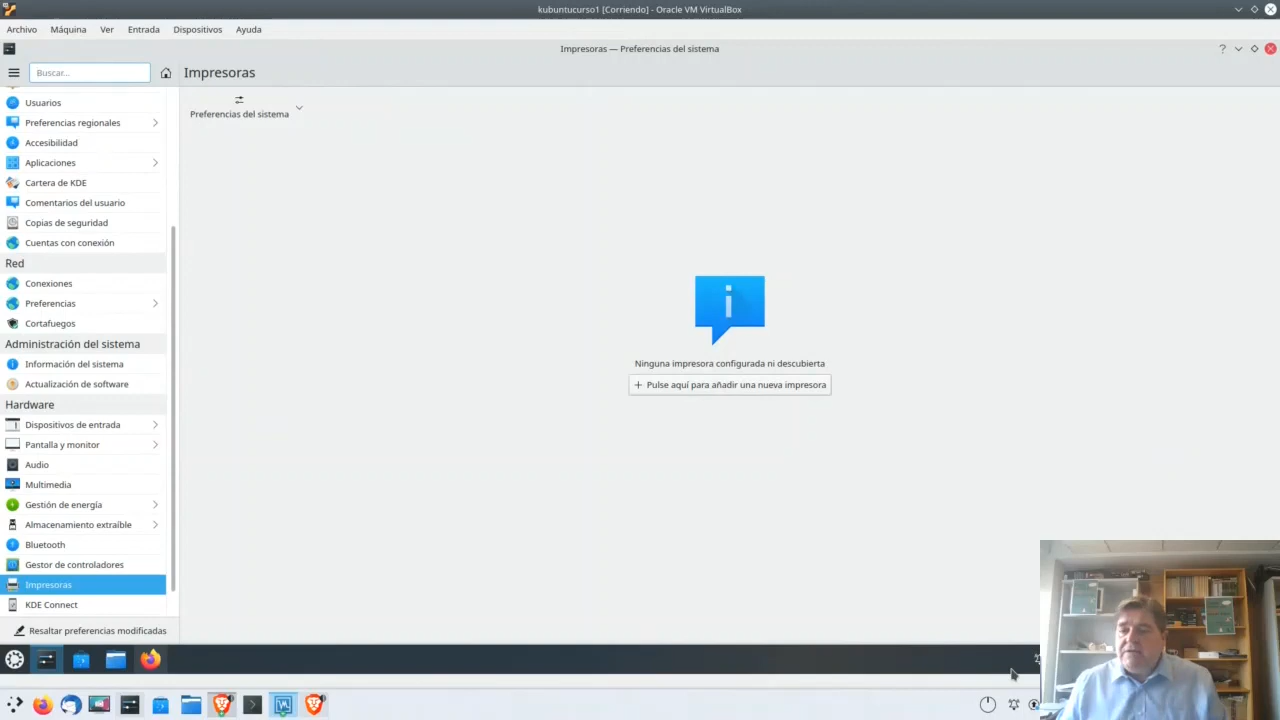 kubuntucurso1 [Corriendo] - Oracle VM VirtualBox
Archivo Máquina Ver Entrada Dispositivos Ayuda
Impresoras — Preferencias del sistema
Buscar...
Impresoras
Preferencias del sistema
Usuarios
Preferencias regionales
Accesibilidad
Aplicaciones
Cartera de KDE
Comentarios del usuario
Copias de seguridad
Cuentas con conexión
Red
Conexiones
Preferencias
Cortafuegos
Administración del sistema
Información del sistema
Actualización de software
Hardware
Dispositivos de entrada
Pantalla y monitor
Audio
Multimedia
Gestión de energía
Almacenamiento extraíble
Bluetooth
Gestor de controladores
Impresoras
KDE Connect
Resaltar preferencias modificadas
Ninguna impresora configurada ni descubierta
+ Pulse aquí para añadir una nueva impresora